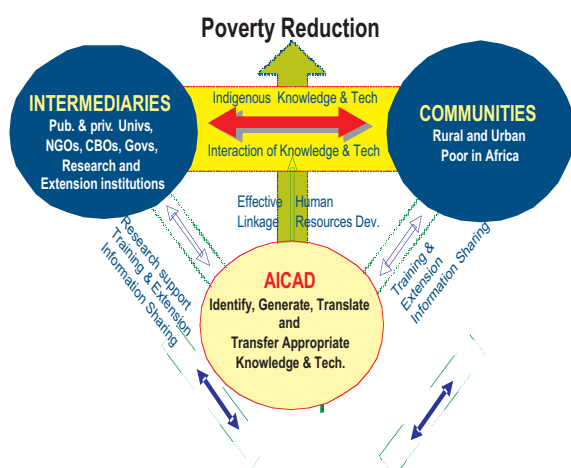 Poverty Reduction
INTERMEDIARIES
Pub. & priv. Univs,
NGOs, CBOs, Govs,
Research and
Extension institutions
Indigenous Knowledge & Tech
Interaction of Knowledge & Tech
COMMUNITIES
Rural and Urban
Poor in Africa
Effective Human
Linkage Resources Dev.
Research support
Training & Extension
Information Sharing
AICAD
Identify, Generate, Translate
and
Transfer Appropriate
Knowledge & Tech.
Training &
Extension
Information Sharing